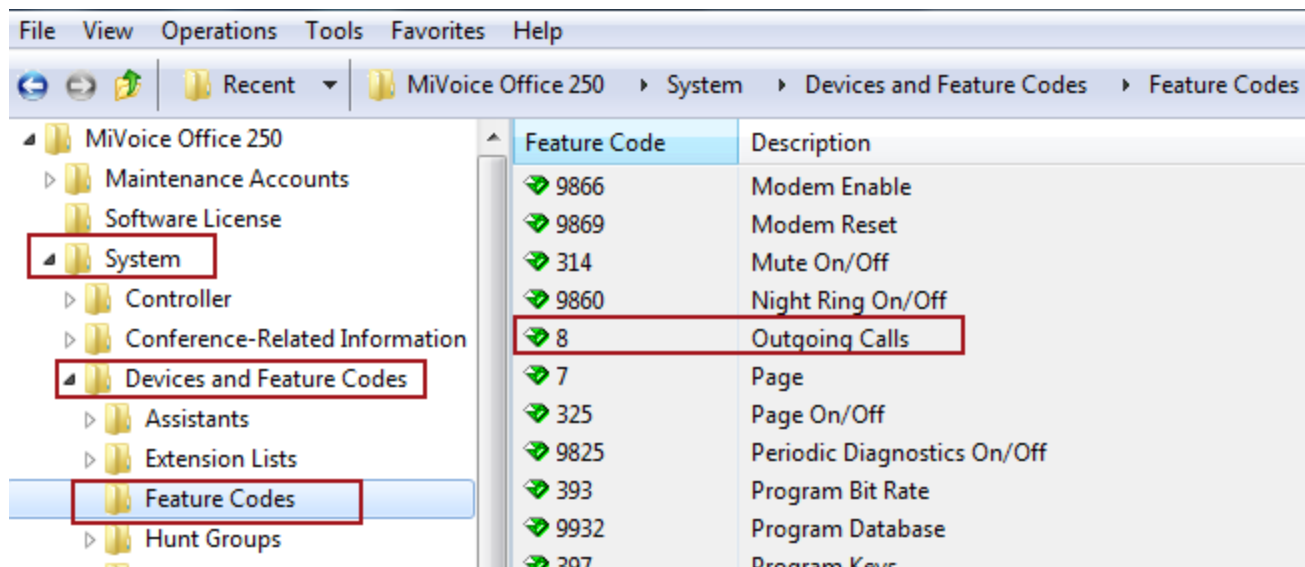 File View Operations Tools Favorites Help
Recent MiVoice Office 250 System Devices and Feature Codes Feature Codes
MiVoice Office 250
Maintenance Accounts
Software License
System
Controller
Conference-Related Information
Devices and Feature Codes
Assistants
Extension Lists
Feature Codes
Hunt Groups
Feature Code Description
9866 Modem Enable
9869 Modem Reset
314 Mute On/Off
9860 Night Ring On/Off
8 Outgoing Calls
7 Page
325 Page On/Off
9825 Periodic Diagnostics On/Off
393 Program Bit Rate
9932 Program Database
397 Program Keys